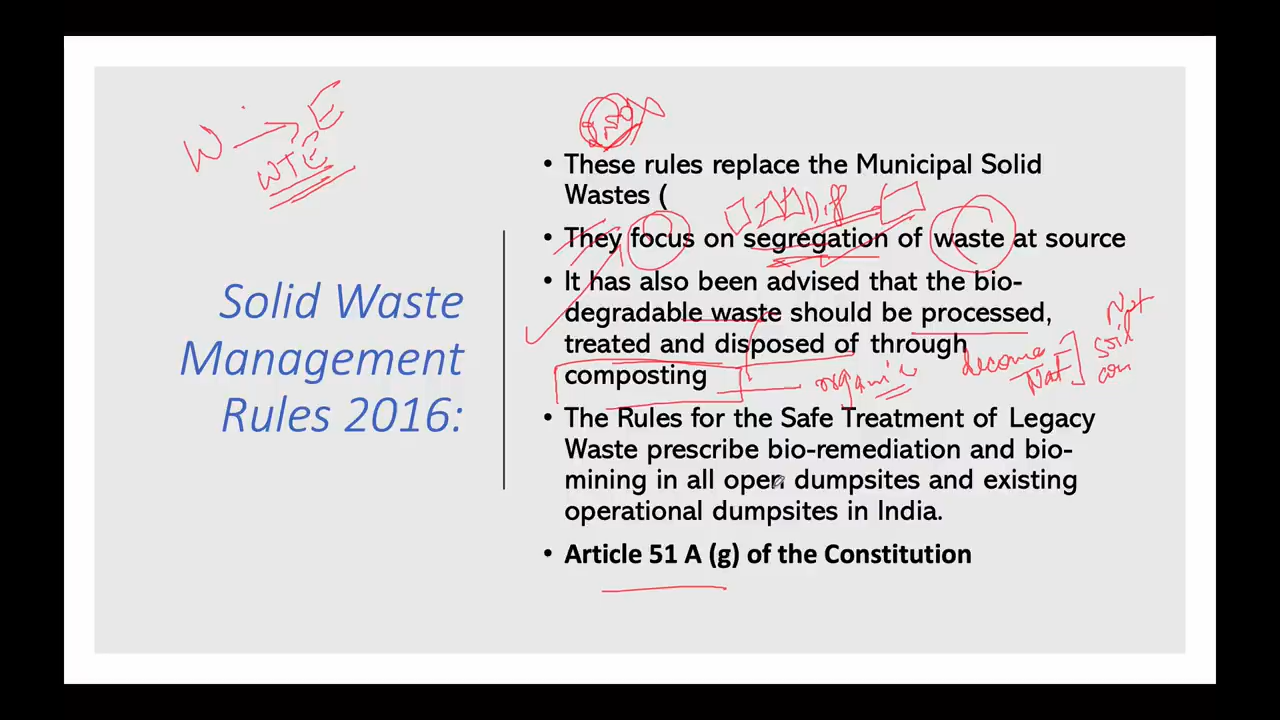 W → E
WTE
Solid Waste
Management
Rules 2016:
• These rules replace the Municipal Solid
Wastes (
Diff
• They focus on segregation of waste at source
• It has also been advised that the bio-
degradable waste should be processed,
treated and disposed of through
composting
organic
Nat
• The Rules for the Safe Treatment of Legacy
Waste prescribe bio-remediation and bio-
mining in all open dumpsites and existing
operational dumpsites in India.
• Article 51 A (g) of the Constitution